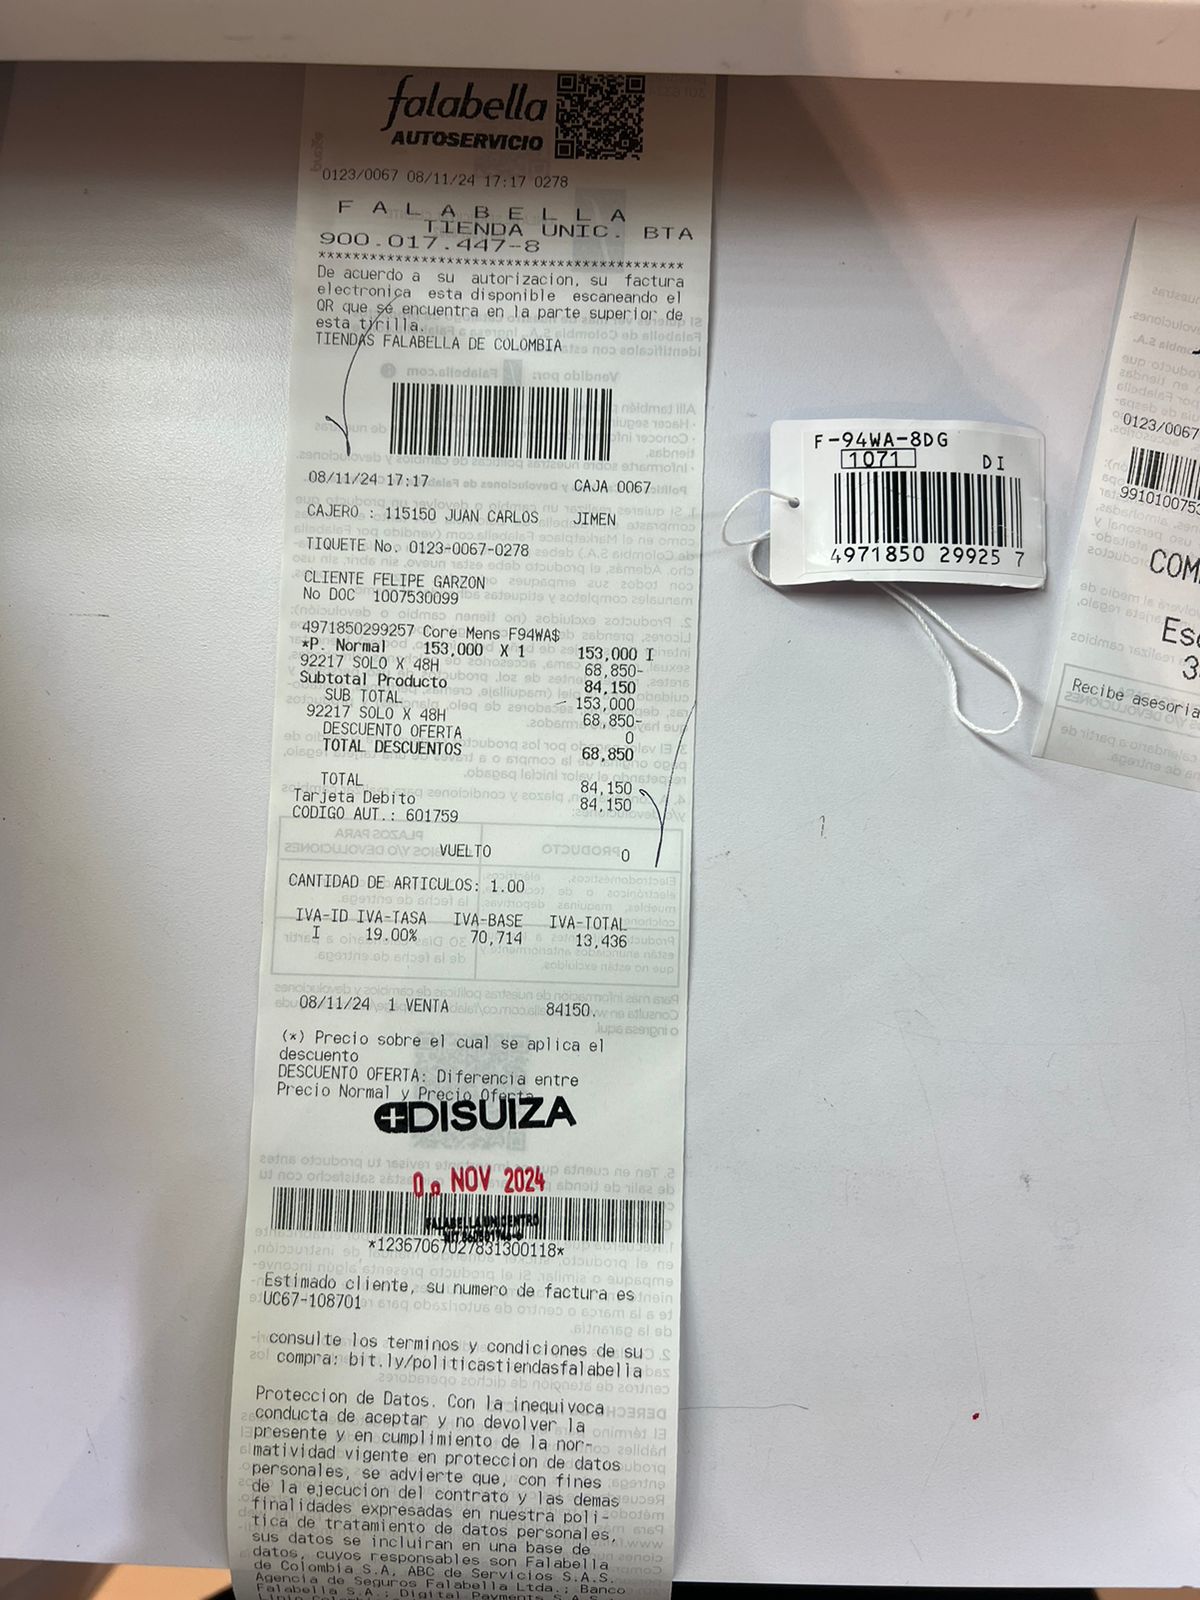 falabella
AUTOSERVICIO
0123/0067 08/11/24 17:17 0278
F A L A B E L L A
TIENDA UNIC. BTA
900.017.447-8
******************************************
De acuerdo a su autorizacion, su factura
electronica esta disponible escaneando el
QR que se encuentra en la parte superior de
esta tirilla.
TIENDAS FALABELLA DE COLOMBIA
08/11/24 17:17 CAJA 0067
CAJERO : 115150 JUAN CARLOS JIMEN
TIQUETE No. 0123-0067-0278
CLIENTE FELIPE GARZON
No DOC 1007530099
4971850299257 Core Mens F94WA$
*P. Normal 153,000 X 1 153,000 I
92217 SOLO X 48H 68,850-
Subtotal Producto 84,150
SUB TOTAL 153,000
92217 SOLO X 48H 68,850-
DESCUENTO OFERTA 0
TOTAL DESCUENTOS 68,850
TOTAL 84,150
Tarjeta Debito 84,150
CODIGO AUT.: 601759
VUELTO 0
CANTIDAD DE ARTICULOS: 1.00
IVA-ID IVA-TASA IVA-BASE IVA-TOTAL
I 19.00% 70,714 13,436
08/11/24 1 VENTA 84150.
(*) Precio sobre el cual se aplica el
descuento
DESCUENTO OFERTA: Diferencia entre
Precio Normal y Precio Oferta
DISUIZA
NOV 2024
FALABELLA UNICENTRO
*12367067027831300118*
Estimado cliente, su numero de factura es
UC67-108701
consulte los terminos y condiciones de su
compra: bit.ly/politicastiendasfalabella
Proteccion de Datos. Con la inequivoca
conducta de aceptar y no devolver la
presente y en cumplimiento de la nor-
matividad vigente en proteccion de datos
personales, se advierte que, con fines
de la ejecucion del contrato y las demas
finalidades expresadas en nuestra poli-
tica de tratamiento de datos personales,
sus datos se incluiran en una base de
datos, cuyos responsables son Falabella
de Colombia S.A, ABC de Servicios S.A.S.
Agencia de Seguros Falabella Ltda.; Banco
Falabella S.A.; Digital Payments S.A.S
F-94WA-8DG
1071 DI
4971850 29925 7
0123/0067
9910100753
COM
Recibe asesoria